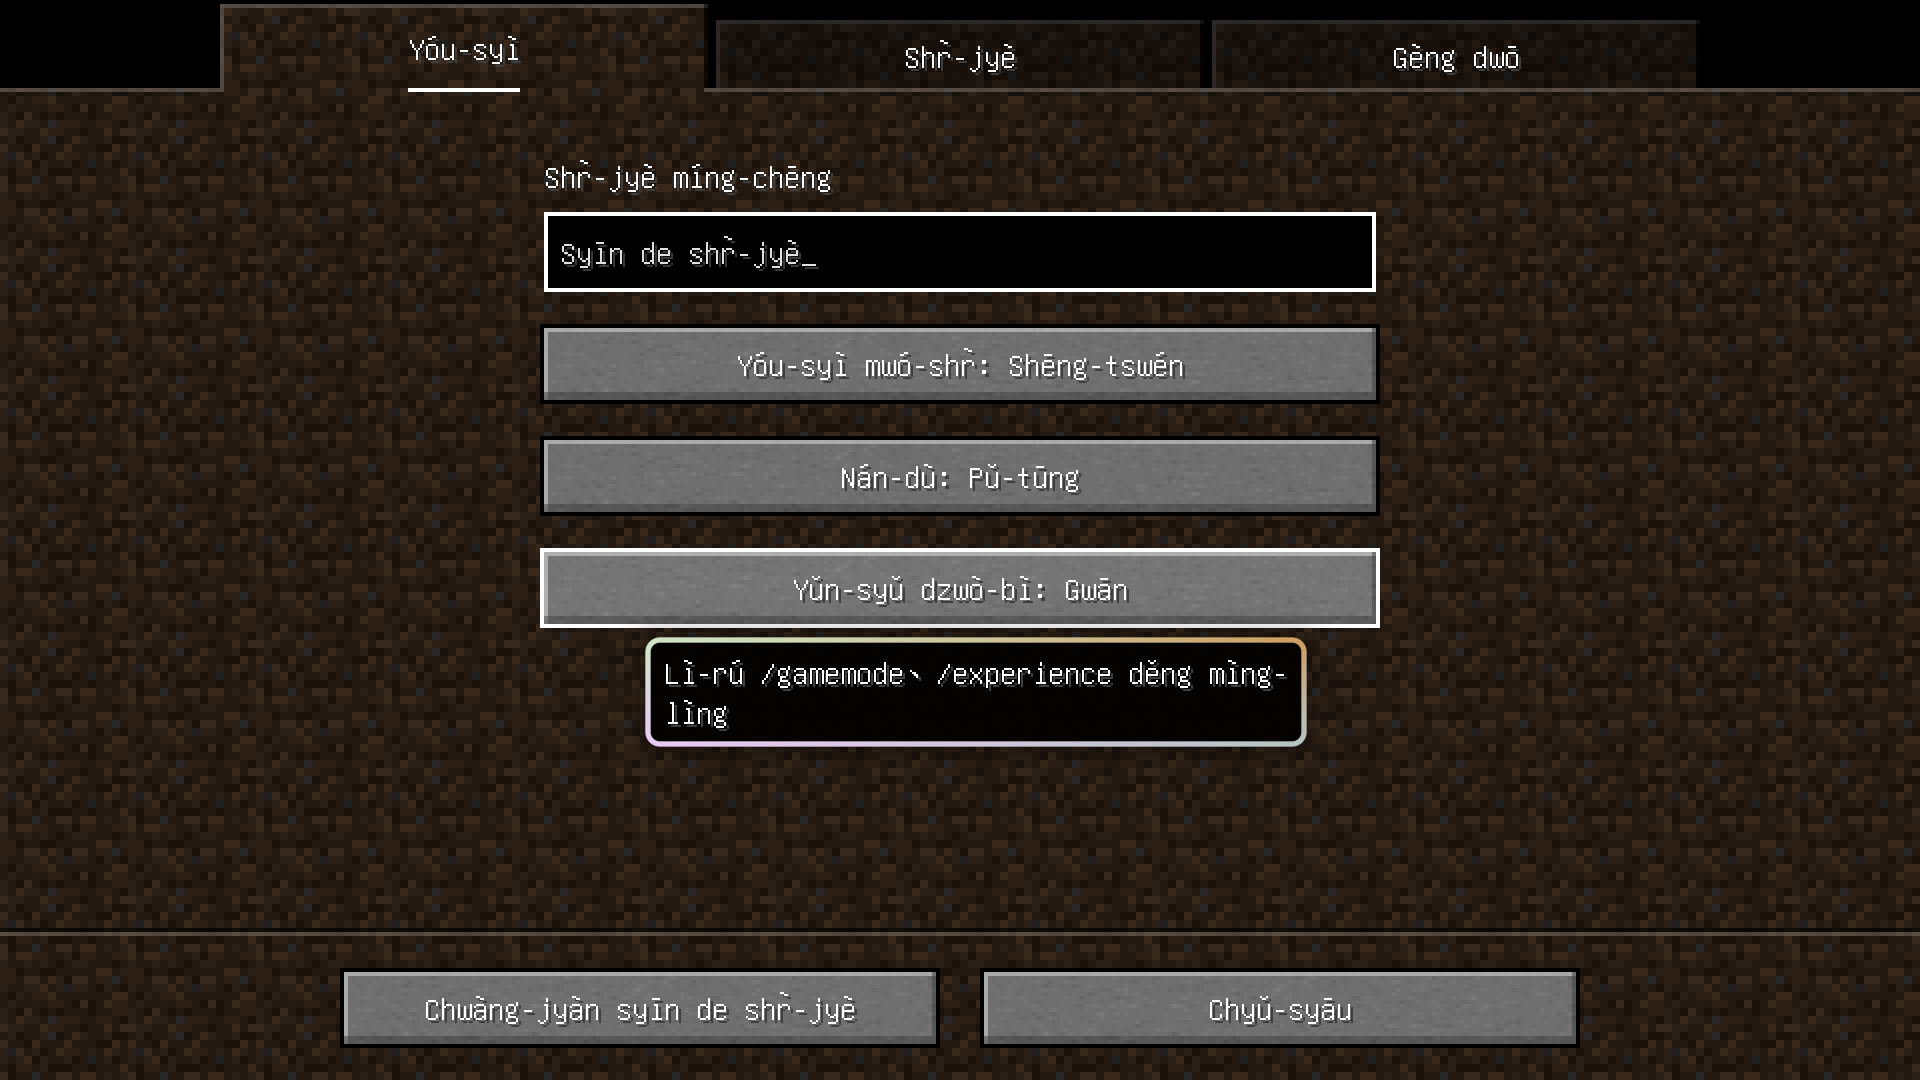 Yóu-syì
Shr̀-jyè
Gèng dwō
Shr̀-jyè míng-chēng
Syīn de shr̀-jyè_
Yóu-syì mwó-shr̀: Shēng-tswén
Nán-dù: Pǔ-tūng
Yǔn-syǔ dzwò-bì: Gwān
Lì-rú /gamemode、 /experience děng mìng-
lìng
Chwàng-jyàn syīn de shr̀-jyè
Chyǔ-syāu